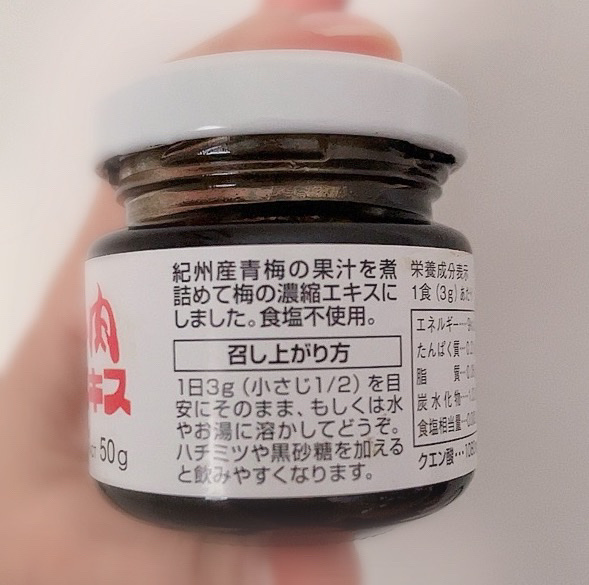 肉
キス
50g
紀州産青梅の果汁を煮
詰めて梅の濃縮エキスに
しました。食塩不使用。
召し上がり方
1日3g（小さじ1/2）を目
安にそのまま、もしくは水
やお湯に溶かしてどうぞ。
ハチミツや黒砂糖を加える
と飲みやすくなります。
栄養成分表示
1食（3g）あた
エネルギー…
たんぱく質…
脂　質…
炭水化物…
食塩相当量…
クエン酸…